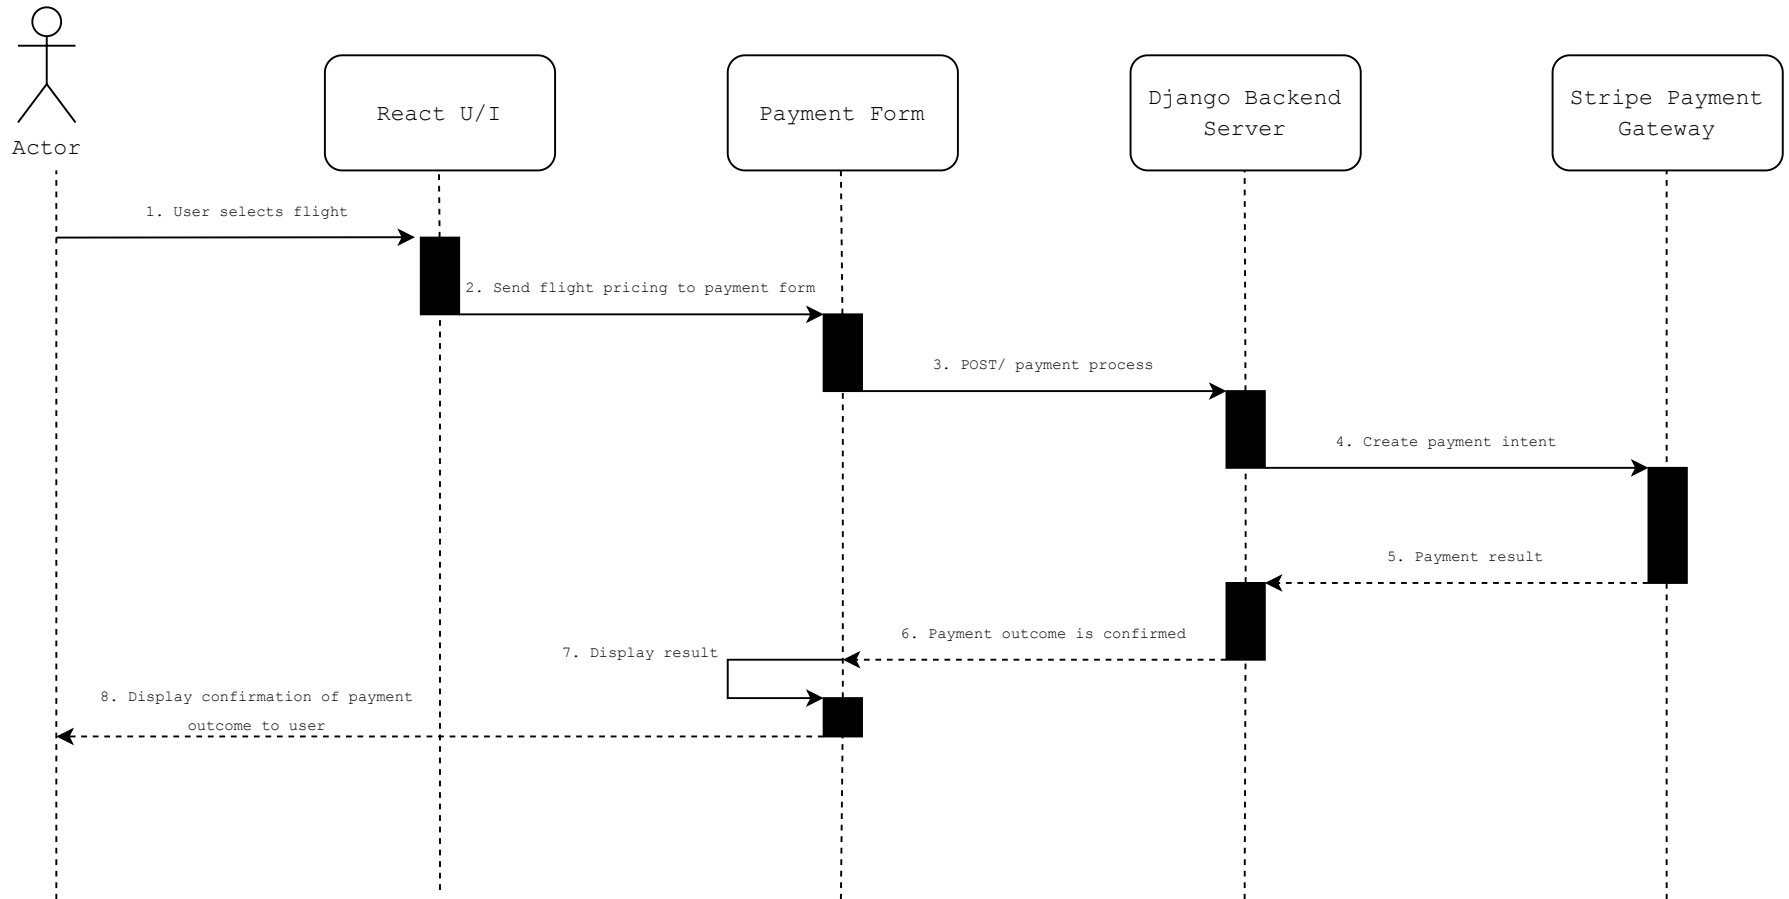 Actor
React U/I
Payment Form
Django Backend
Server
Stripe Payment
Gateway
1. User selects flight
2. Send flight pricing to payment form
3. POST/ payment process
4. Create payment intent
5. Payment result
6. Payment outcome is confirmed
7. Display result
8. Display confirmation of payment
outcome to user